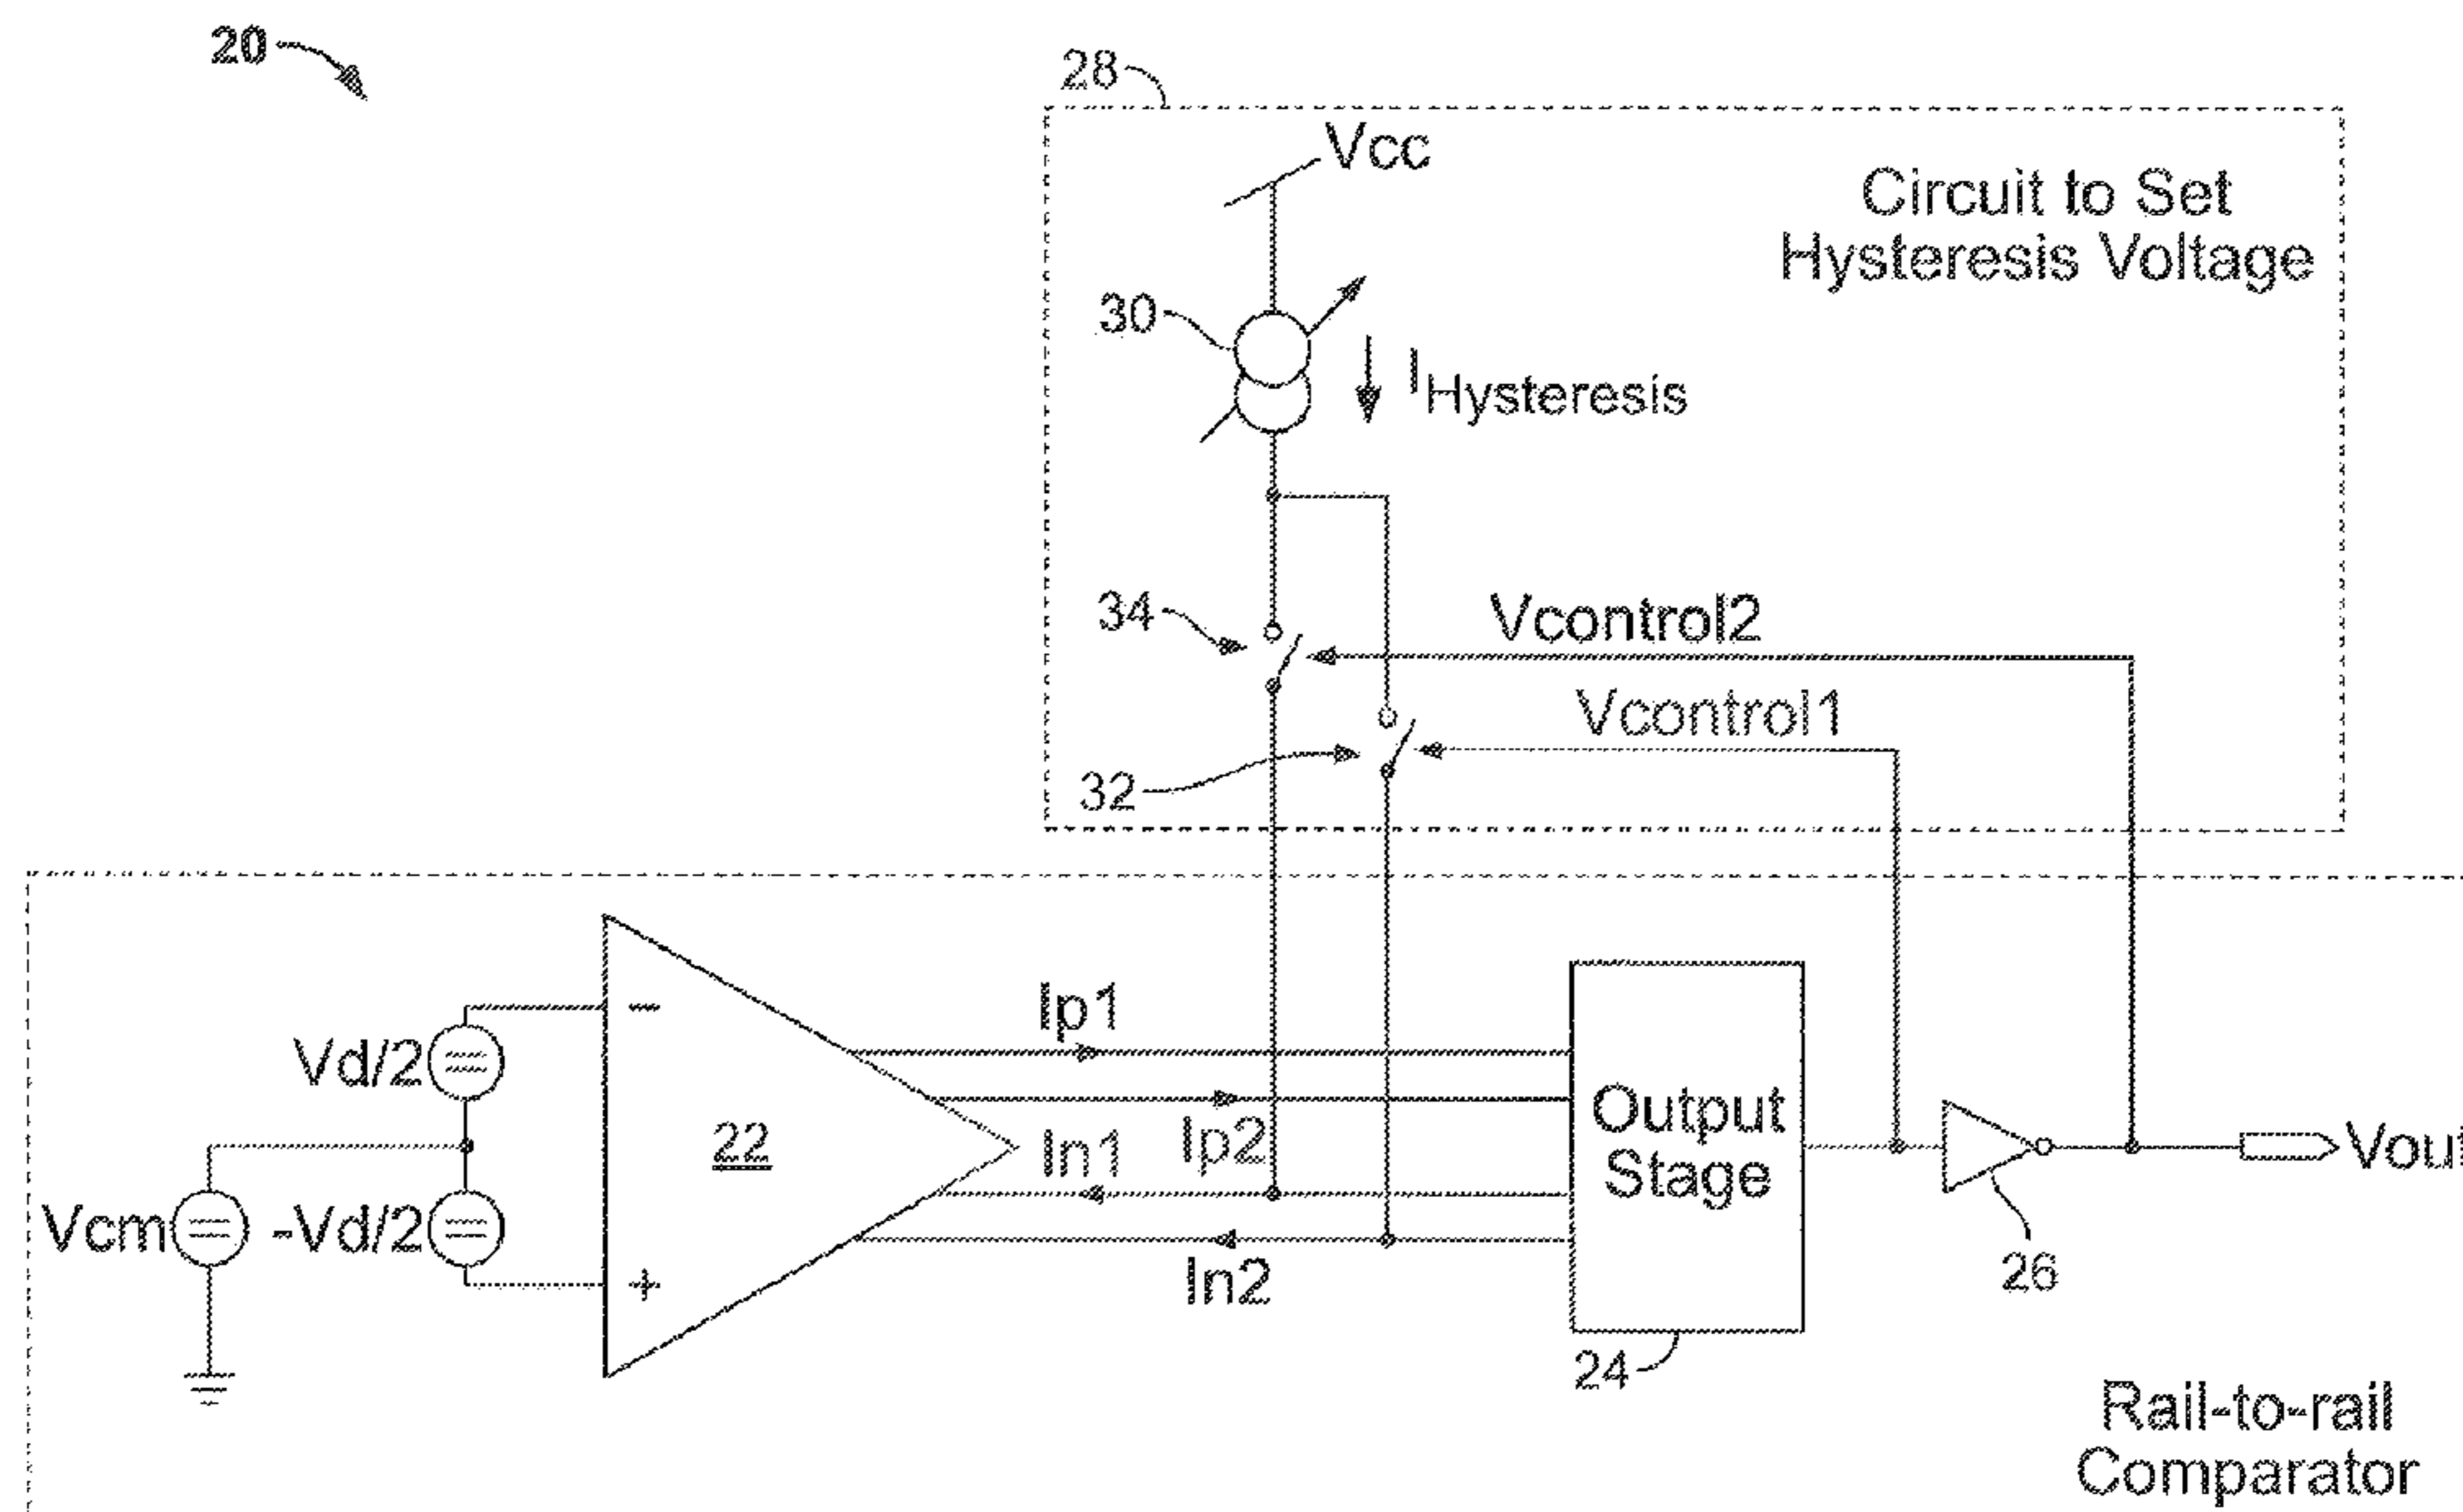 20
28
Vcc
Circuit to Set
Hysteresis Voltage
30
IHysteresis
34
Vcontrol2
Vcontrol1
32
Ip1
Vd/2
22
Ip2
In1
Output
Stage
Vout
Vcm
-Vd/2
In2
26
24
Rail-to-rail
Comparator